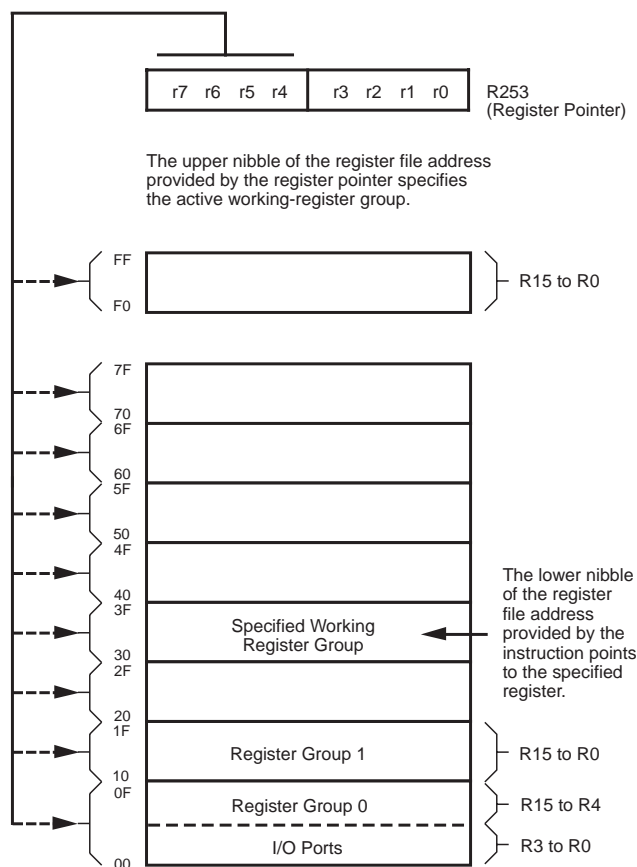 r7 r6 r5 r4 r3 r2 r1 r0 R253
(Register Pointer)
The upper nibble of the register file address
provided by the register pointer specifies
the active working-register group.
FF
F0
R15 to R0
7F
70
6F
60
5F
50
4F
40
3F
Specified Working
Register Group
The lower nibble
of the register
file address
provided by the
instruction points
to the specified
register.
30
2F
20
1F
Register Group 1
R15 to R0
10
0F
Register Group 0
R15 to R4
I/O Ports
R3 to R0
00